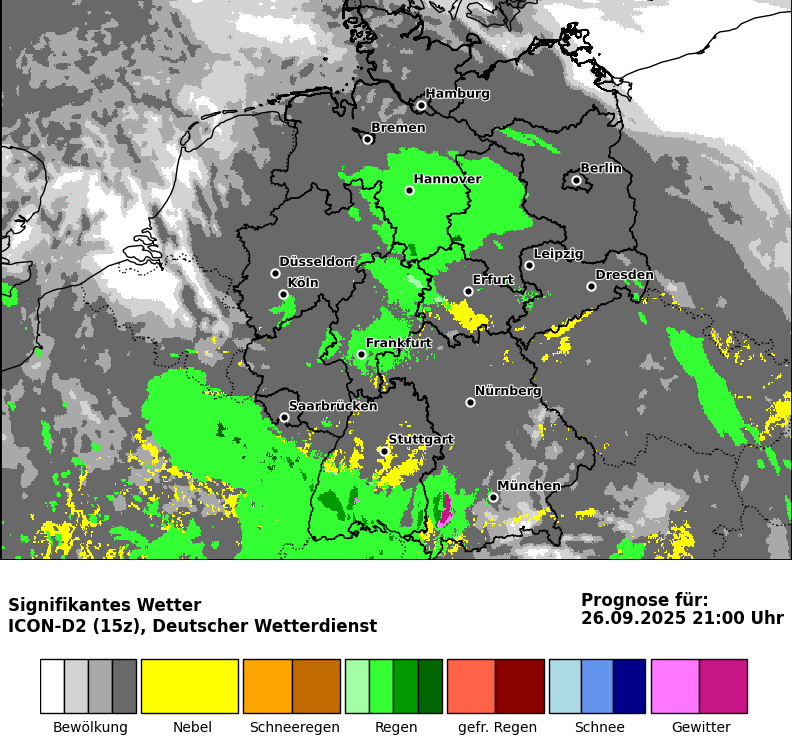 Hamburg
Bremen
Berlin
Hannover
Leipzig
Düsseldorf
Dresden
Köln
Erfurt
Frankfurt
Nürnberg
Saarbrücken
Stuttgart
München
Signifikantes Wetter
ICON-D2 (15z), Deutscher Wetterdienst
Prognose für:
26.09.2025 21:00 Uhr
Bewölkung Nebel Schneeregen Regen gefr. Regen Schnee Gewitter